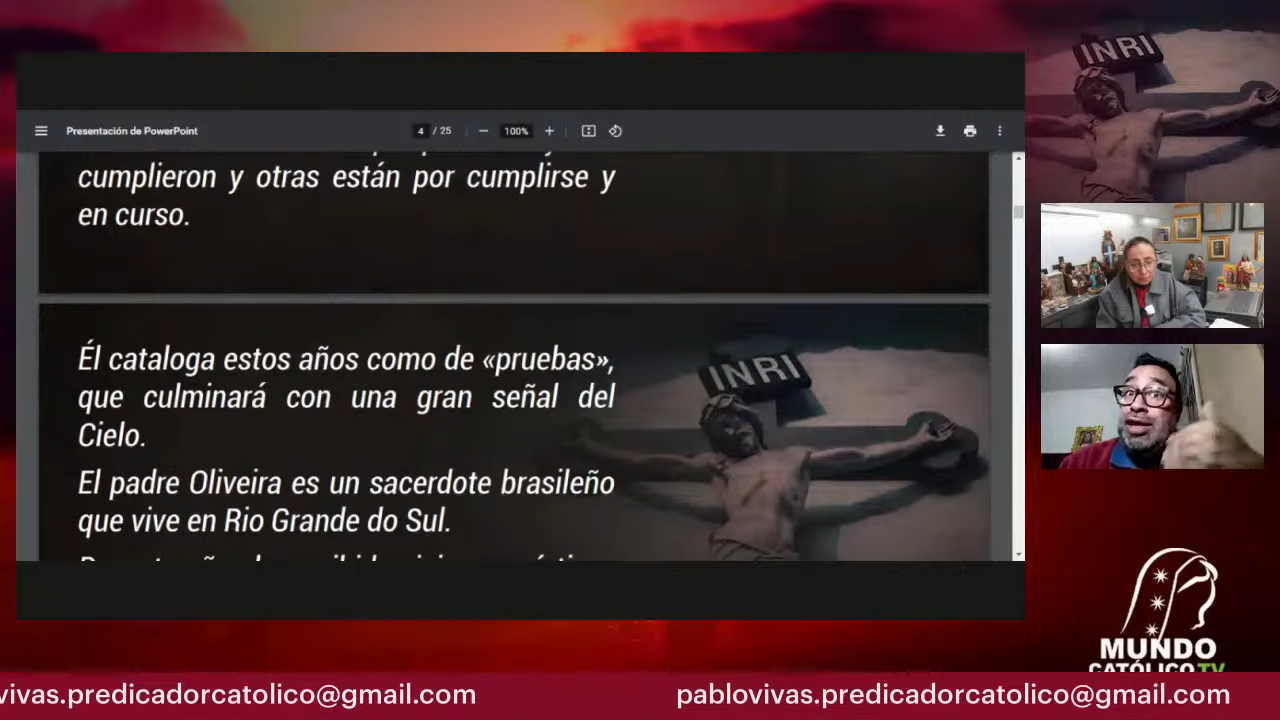 INRI
Presentación de PowerPoint
4 / 25
100%
cumplieron y otras están por cumplirse y
en curso.
Él cataloga estos años como de «pruebas»,
que culminará con una gran señal del
Cielo.
El padre Oliveira es un sacerdote brasileño
que vive en Rio Grande do Sul.
INRI
MUNDO
CATÓLICO TV
vivas.predicadorcatolico@gmail.com
pablovivas.predicadorcatolico@gmail.com